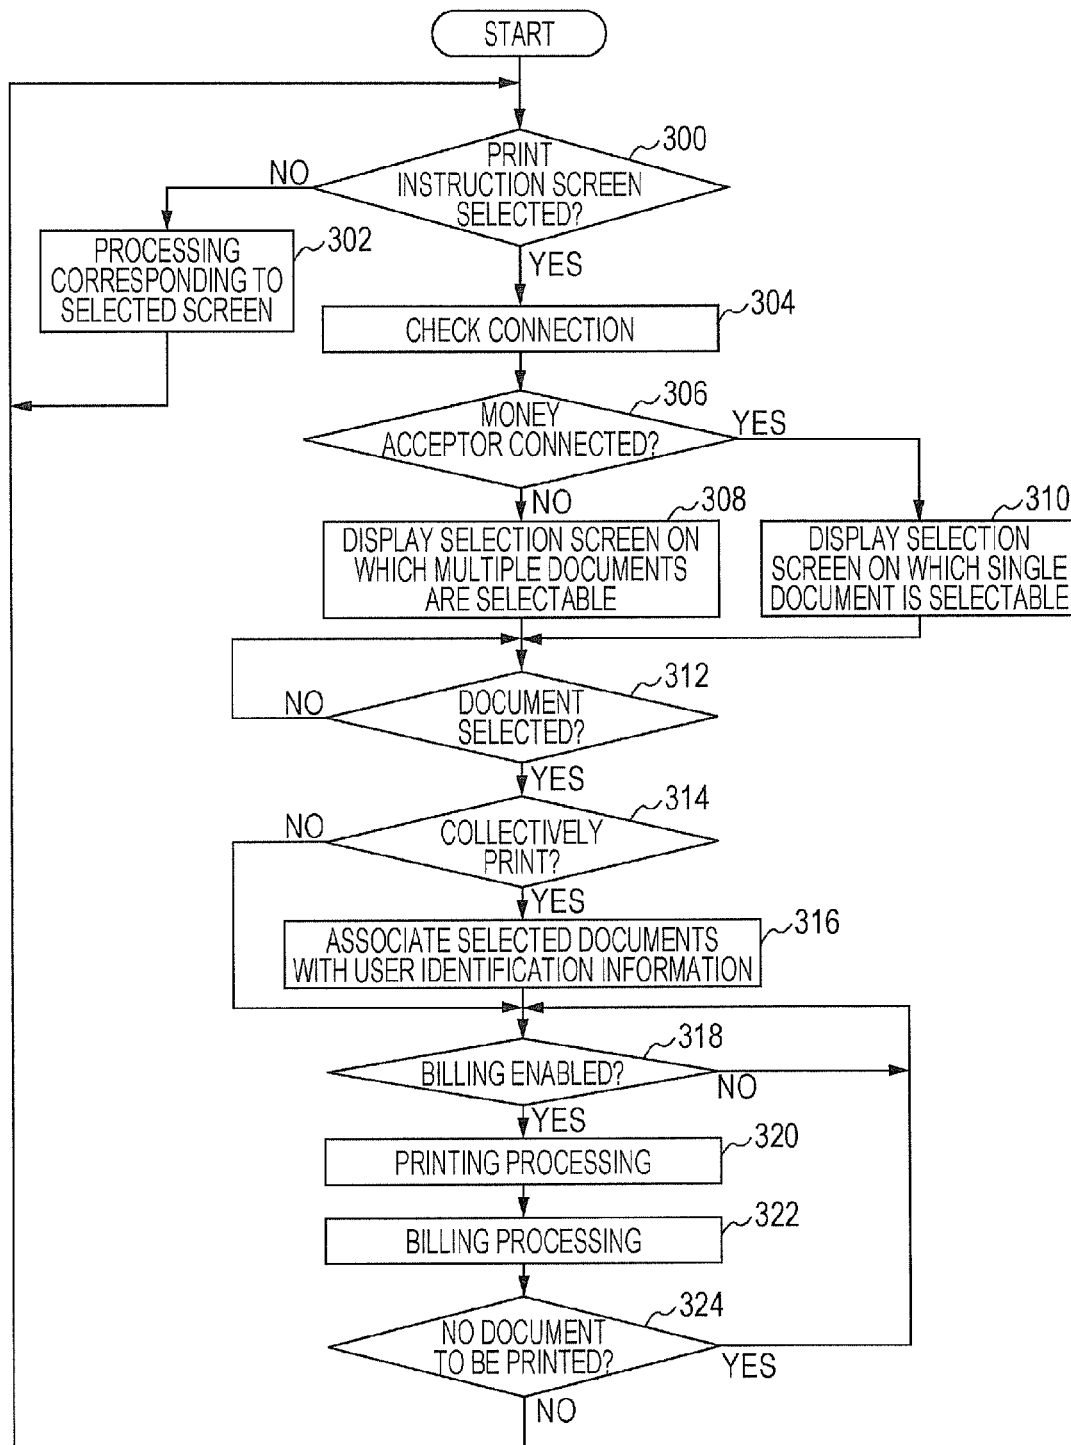 START
300
PRINT
INSTRUCTION SCREEN
SELECTED?
NO
YES
302
PROCESSING
CORRESPONDING TO
SELECTED SCREEN
304
CHECK CONNECTION
306
MONEY
ACCEPTOR CONNECTED?
YES
NO
308
DISPLAY SELECTION SCREEN ON
WHICH MULTIPLE DOCUMENTS
ARE SELECTABLE
310
DISPLAY SELECTION
SCREEN ON WHICH SINGLE
DOCUMENT IS SELECTABLE
312
DOCUMENT
SELECTED?
NO
YES
314
COLLECTIVELY
PRINT?
NO
YES
316
ASSOCIATE SELECTED DOCUMENTS
WITH USER IDENTIFICATION INFORMATION
318
BILLING ENABLED?
NO
YES
320
PRINTING PROCESSING
322
BILLING PROCESSING
324
NO DOCUMENT
TO BE PRINTED?
YES
NO